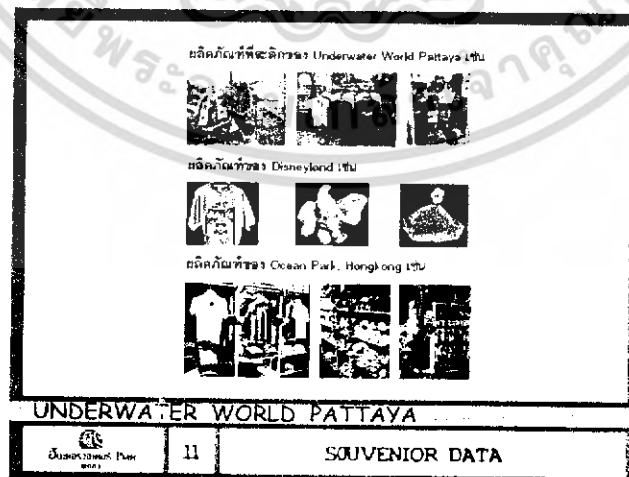 ผลิตภัณฑ์ที่ระลึกของ Underwater World Pattaya เช่น
ผลิตภัณฑ์ของ Disneyland เช่น
ผลิตภัณฑ์ของ Ocean Park, Hongkong เช่น
UNDERWATER WORLD PATTAYA
11
SOUVENIOR DATA